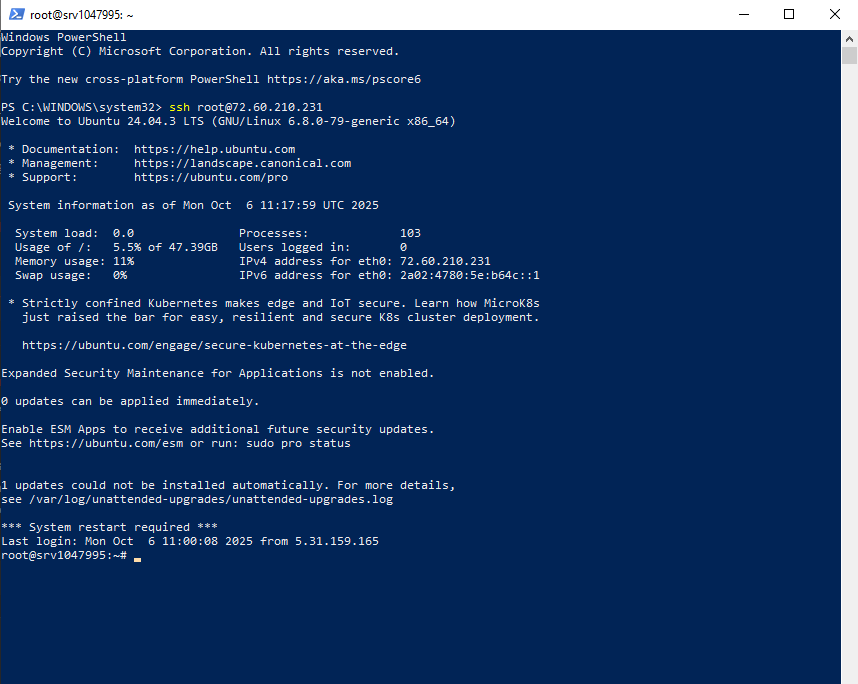 root@srv1047995: ~
Windows PowerShell
Copyright (C) Microsoft Corporation. All rights reserved.
Try the new cross-platform PowerShell https://aka.ms/pscore6
PS C:\WINDOWS\system32> ssh root@72.60.210.231
Welcome to Ubuntu 24.04.3 LTS (GNU/Linux 6.8.0-79-generic x86_64)
* Documentation:  https://help.ubuntu.com
* Management:     https://landscape.canonical.com
* Support:        https://ubuntu.com/pro
System information as of Mon Oct  6 11:17:59 UTC 2025
System load:  0.0               Processes:             103
Usage of /:   5.5% of 47.39GB   Users logged in:       0
Memory usage: 11%               IPv4 address for eth0: 72.60.210.231
Swap usage:   0%                IPv6 address for eth0: 2a02:4780:5e:b64c::1
* Strictly confined Kubernetes makes edge and IoT secure. Learn how MicroK8s
just raised the bar for easy, resilient and secure K8s cluster deployment.
https://ubuntu.com/engage/secure-kubernetes-at-the-edge
Expanded Security Maintenance for Applications is not enabled.
0 updates can be applied immediately.
Enable ESM Apps to receive additional future security updates.
See https://ubuntu.com/esm or run: sudo pro status
1 updates could not be installed automatically. For more details,
see /var/log/unattended-upgrades/unattended-upgrades.log
*** System restart required ***
Last login: Mon Oct  6 11:00:08 2025 from 5.31.159.165
root@srv1047995:~#